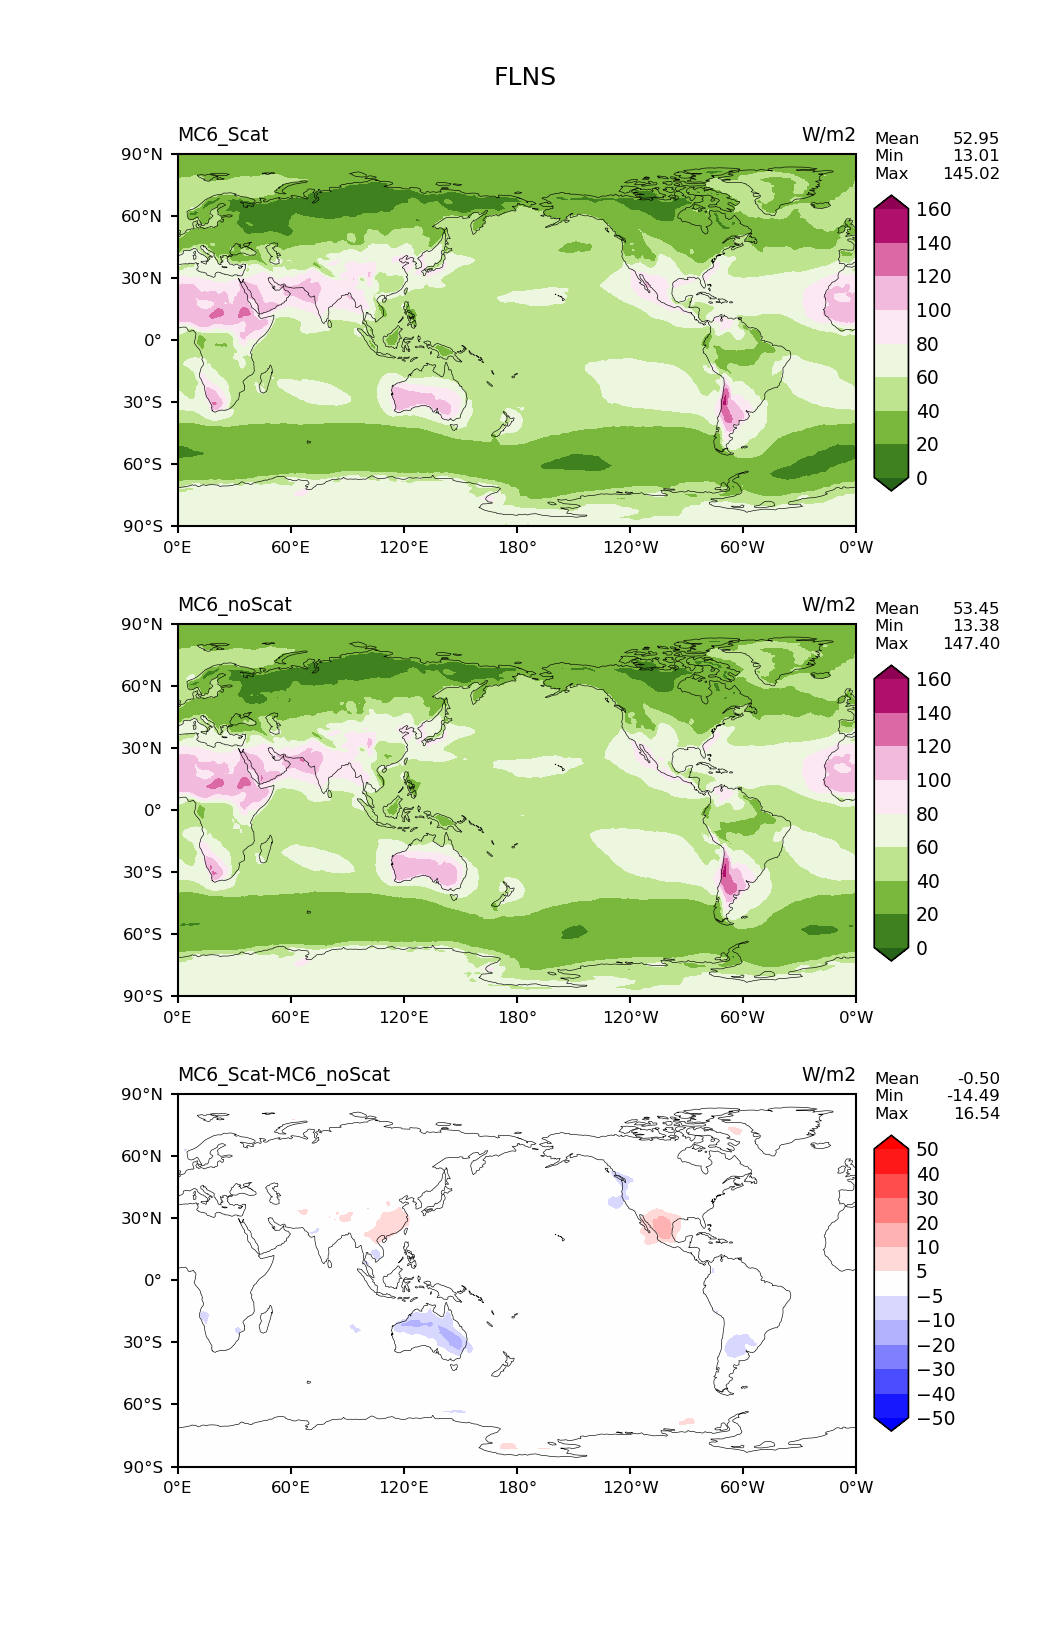 FLNS
MC6_Scat W/m2
Mean 52.95
Min 13.01
Max 145.02
90°N
60°N
30°N
0°
30°S
60°S
90°S
0°E 60°E 120°E 180° 120°W 60°W 0°W
160
140
120
100
80
60
40
20
0
MC6_noScat W/m2
Mean 53.45
Min 13.38
Max 147.40
90°N
60°N
30°N
0°
30°S
60°S
90°S
0°E 60°E 120°E 180° 120°W 60°W 0°W
160
140
120
100
80
60
40
20
0
MC6_Scat-MC6_noScat W/m2
Mean -0.50
Min -14.49
Max 16.54
90°N
60°N
30°N
0°
30°S
60°S
90°S
0°E 60°E 120°E 180° 120°W 60°W 0°W
50
40
30
20
10
5
−5
−10
−20
−30
−40
−50